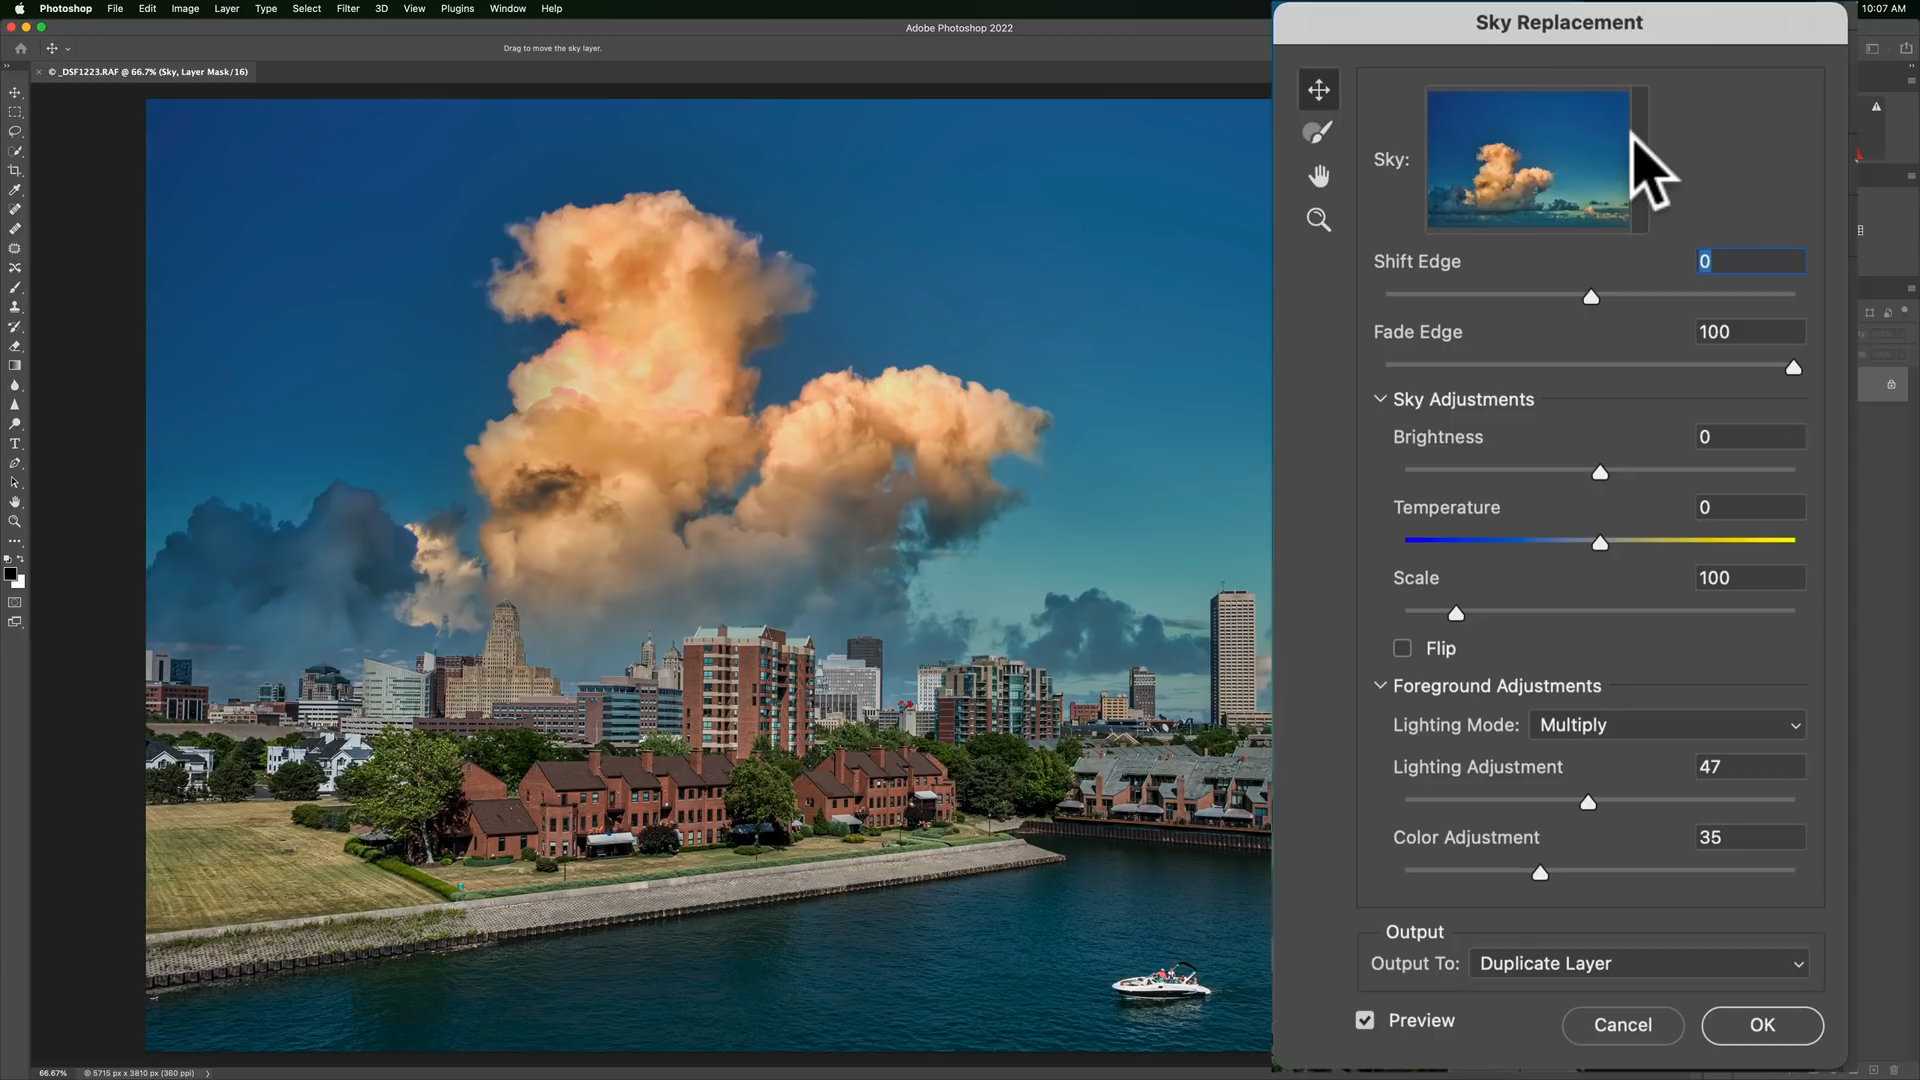 Photoshop File Edit Image Layer Type Select Filter 3D View Plugins Window Help
10:07 AM
Adobe Photoshop 2022
Drag to move the sky layer.
© _DSF1223.RAF @ 66.7% (Sky, Layer Mask/16)
Sky Replacement
Sky:
Shift Edge 0
Fade Edge 100
Sky Adjustments
Brightness 0
Temperature 0
Scale 100
Flip
Foreground Adjustments
Lighting Mode: Multiply
Lighting Adjustment 47
Color Adjustment 35
Output
Output To: Duplicate Layer
Preview Cancel OK
66.67% © 5715 px x 3810 px (360 ppi)